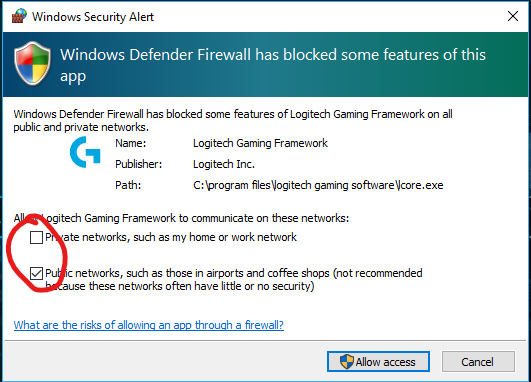 Windows Security Alert
Windows Defender Firewall has blocked some features of this
app
Windows Defender Firewall has blocked some features of Logitech Gaming Framework on all
public and private networks.
Name: Logitech Gaming Framework
Publisher: Logitech Inc.
Path: C:\program files\logitech gaming software\lcore.exe
Allow Logitech Gaming Framework to communicate on these networks:
Private networks, such as my home or work network
Public networks, such as those in airports and coffee shops (not recommended
because these networks often have little or no security)
What are the risks of allowing an app through a firewall?
Allow access Cancel